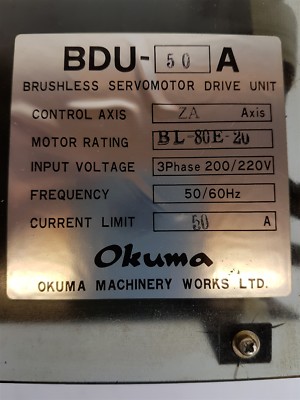 BDU-50A
BRUSHLESS SERVOMOTOR DRIVE UNIT
CONTROL AXIS ZA Axis
MOTOR RATING BL-80E-20
INPUT VOLTAGE 3Phase 200/220V
FREQUENCY 50/60Hz
CURRENT LIMIT 50 A
Okuma
OKUMA MACHINERY WORKS LTD.